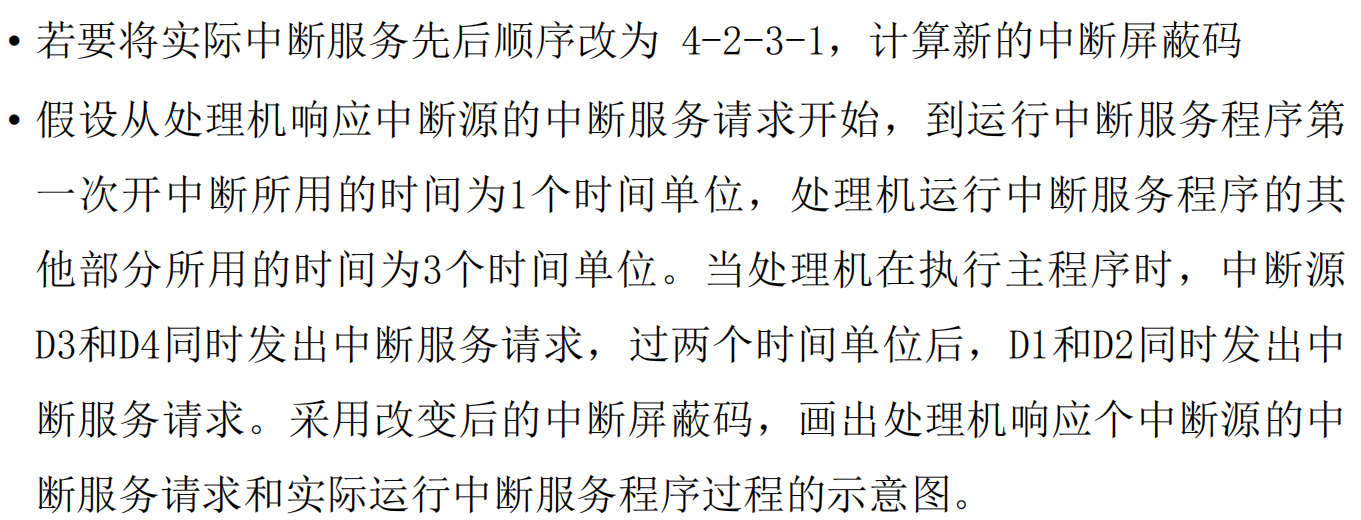 • 若要将实际中断服务先后顺序改为 4-2-3-1，计算新的中断屏蔽码
• 假设从处理机响应中断源的中断服务请求开始，到运行中断服务程序第
一次开中断所用的时间为1个时间单位，处理机运行中断服务程序的其
他部分所用的时间为3个时间单位。当处理机在执行主程序时，中断源
D3和D4同时发出中断服务请求，过两个时间单位后，D1和D2同时发出中
断服务请求。采用改变后的中断屏蔽码，画出处理机响应个中断源的中
断服务请求和实际运行中断服务程序过程的示意图。